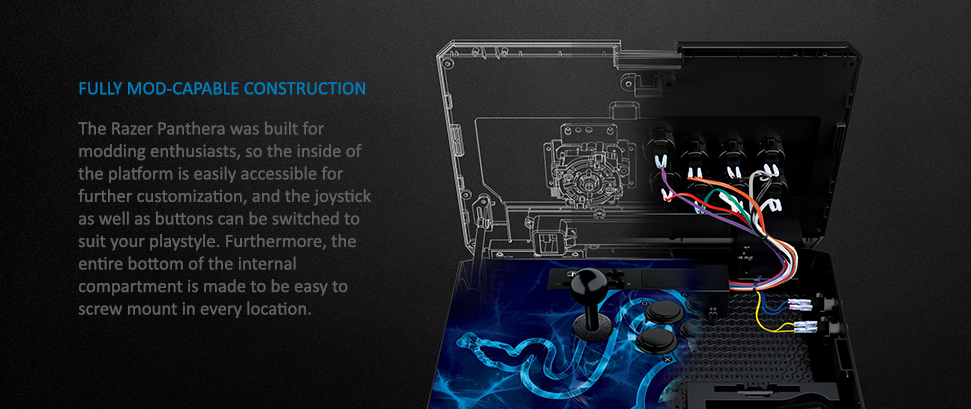 FULLY MOD-CAPABLE CONSTRUCTION
The Razer Panthera was built for
modding enthusiasts, so the inside of
the platform is easily accessible for
further customization, and the joystick
as well as buttons can be switched to
suit your playstyle. Furthermore, the
entire bottom of the internal
compartment is made to be easy to
screw mount in every location.